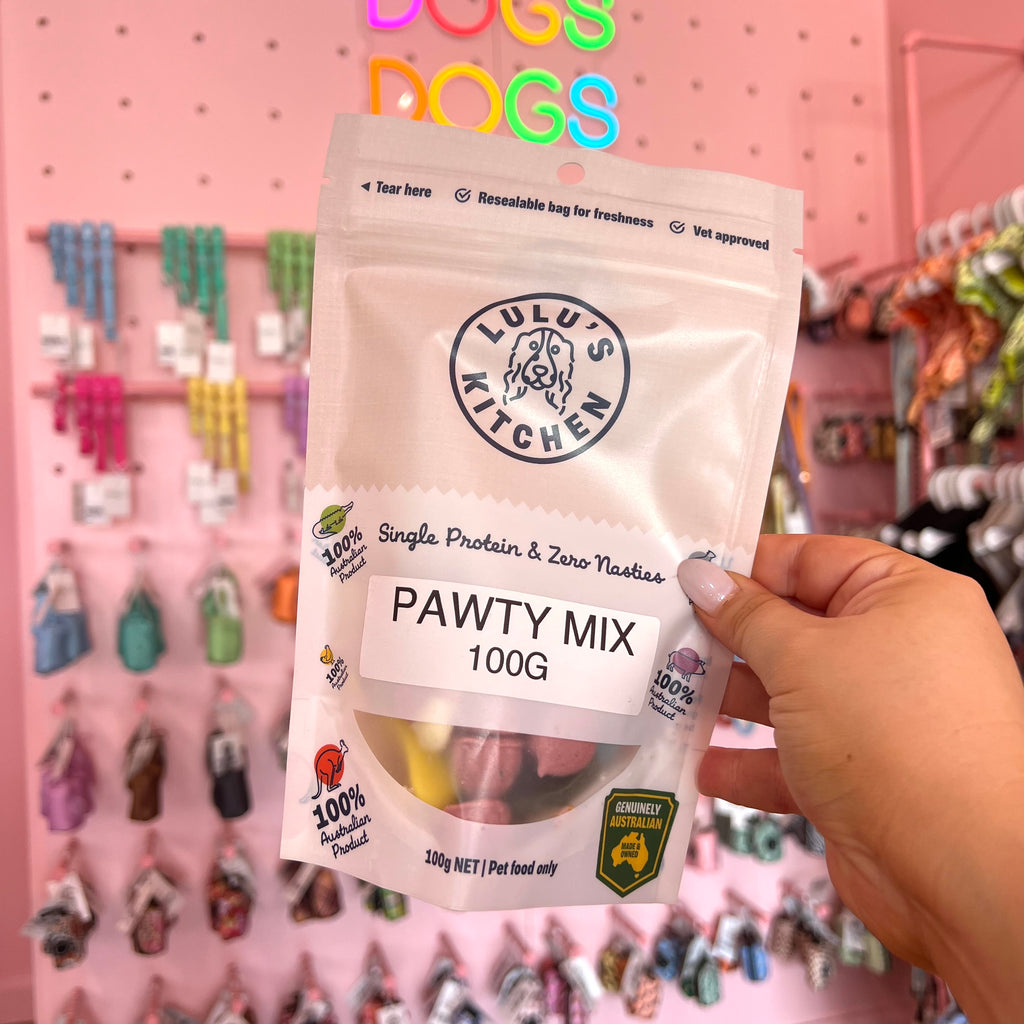 DOGS
DOGS
Tear here
Resealable bag for freshness
Vet approved
LULU'S
KITCHEN
Single Protein & Zero Nasties
100%
Australian
Product
PAWTY MIX
100G
100%
Australian
Product
100%
Australian
Product
100%
Australian
Product
GENUINELY
AUSTRALIAN
MADE &
OWNED
100g NET | Pet food only